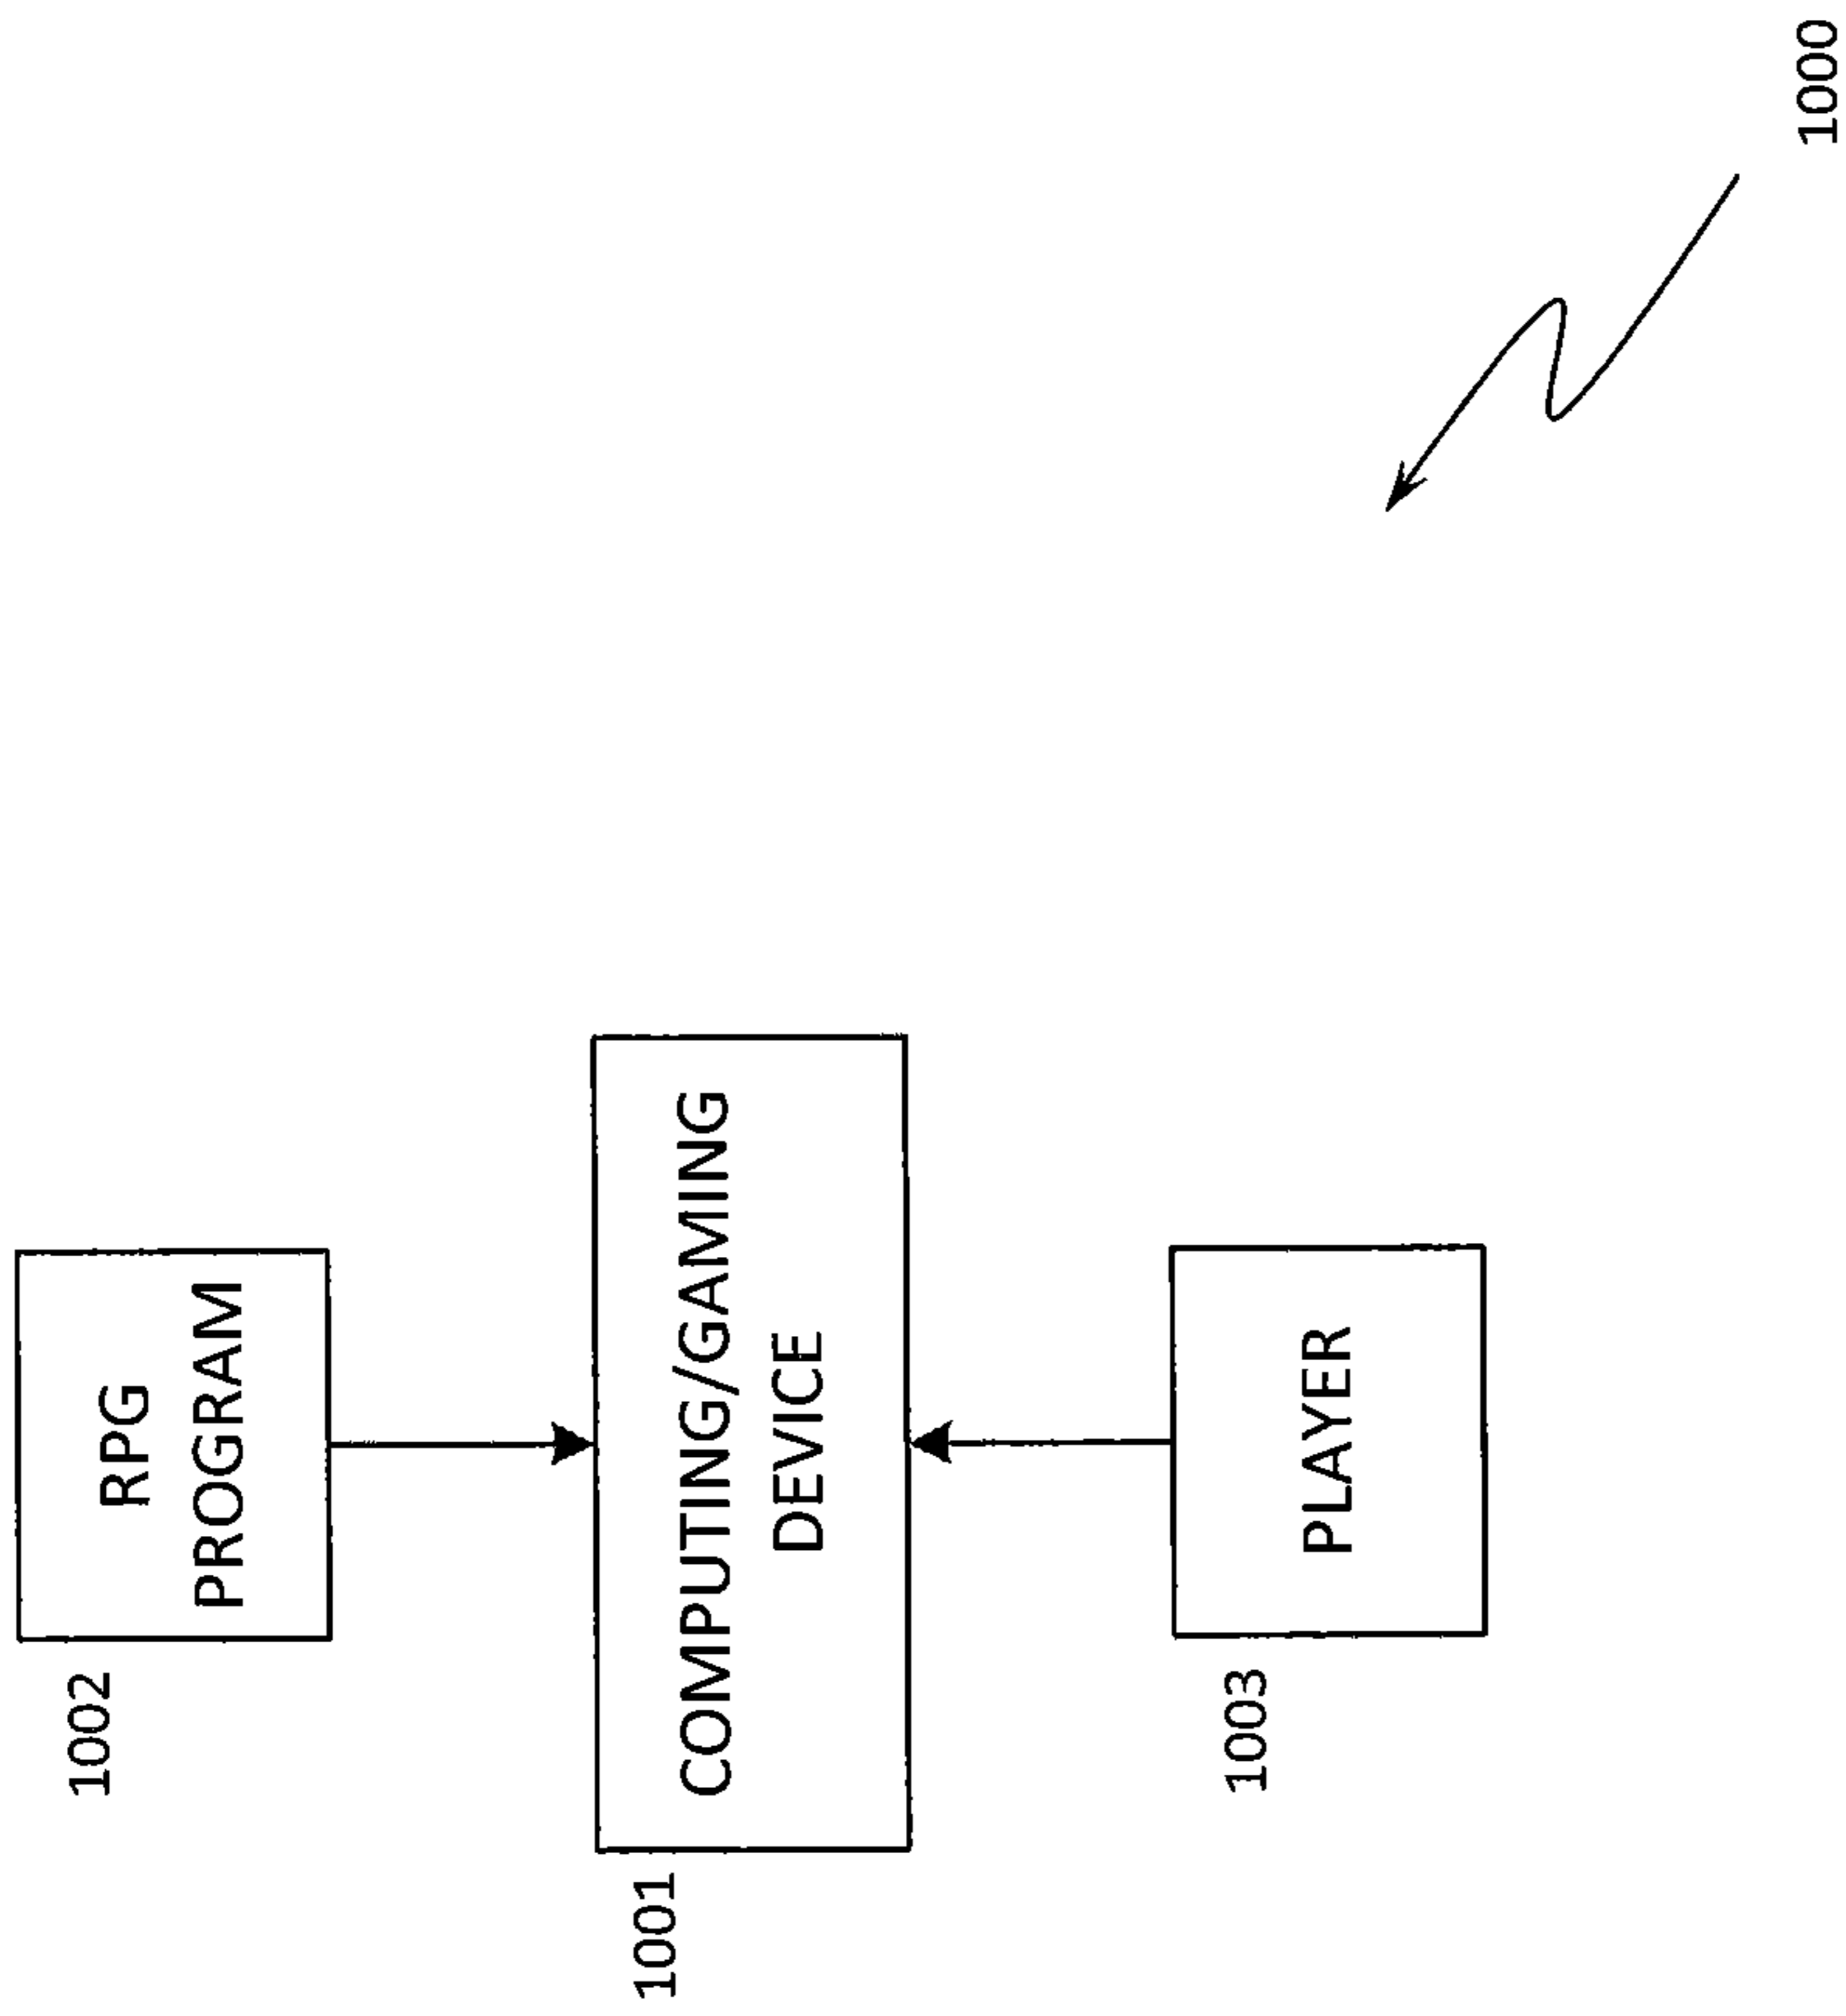 1002
RPG
PROGRAM
1001
COMPUTING/GAMING
DEVICE
1003
PLAYER
1000